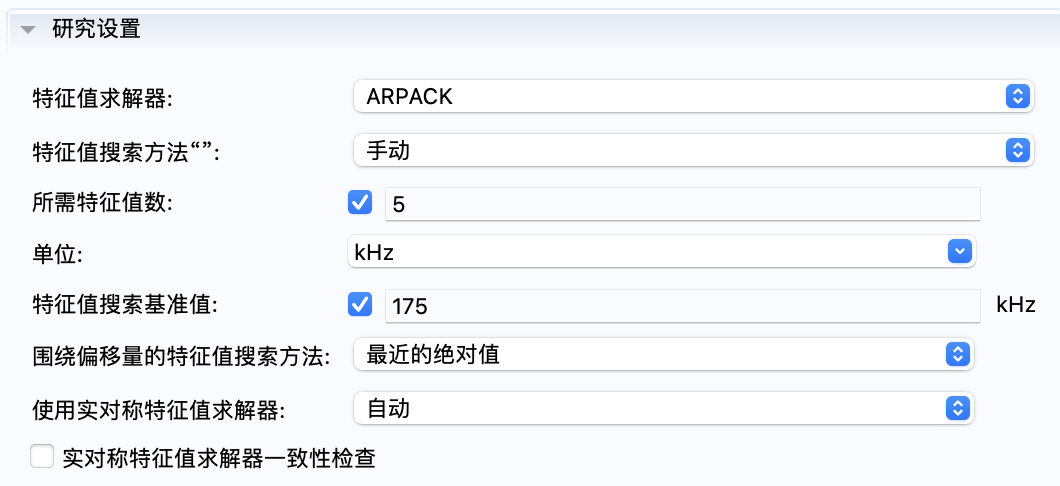 研究设置
特征值求解器: ARPACK
特征值搜索方法“”: 手动
所需特征值数: 5
单位: kHz
特征值搜索基准值: 175 kHz
围绕偏移量的特征值搜索方法: 最近的绝对值
使用实对称特征值求解器: 自动
实对称特征值求解器一致性检查